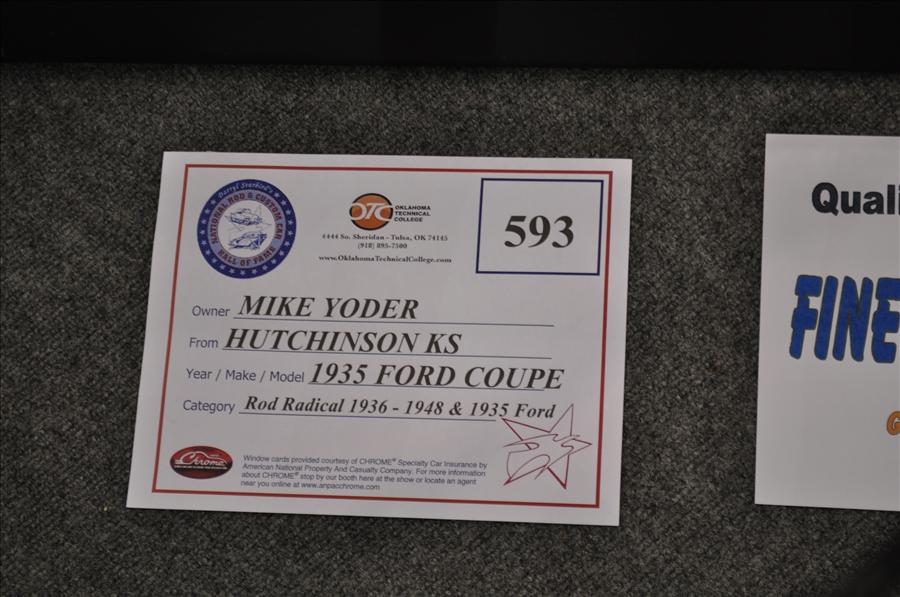 Darryl Starbird's
NATIONAL ROD & CUSTOM CAR
HALL OF FAME
OTC
OKLAHOMA
TECHNICAL
COLLEGE
4444 So. Sheridan - Tulsa, OK 74145
(918) 895-7500
www.OklahomaTechnicalCollege.com
593
Owner MIKE YODER
From HUTCHINSON KS
Year / Make / Model 1935 FORD COUPE
Category Rod Radical 1936 - 1948 & 1935 Ford
Chrome
Window cards provided courtesy of CHROME® Specialty Car Insurance by
American National Property And Casualty Company. For more information
about CHROME® stop by our booth here at the show or locate an agent
near you online at www.anpacchrome.com
Quali
FINE
G